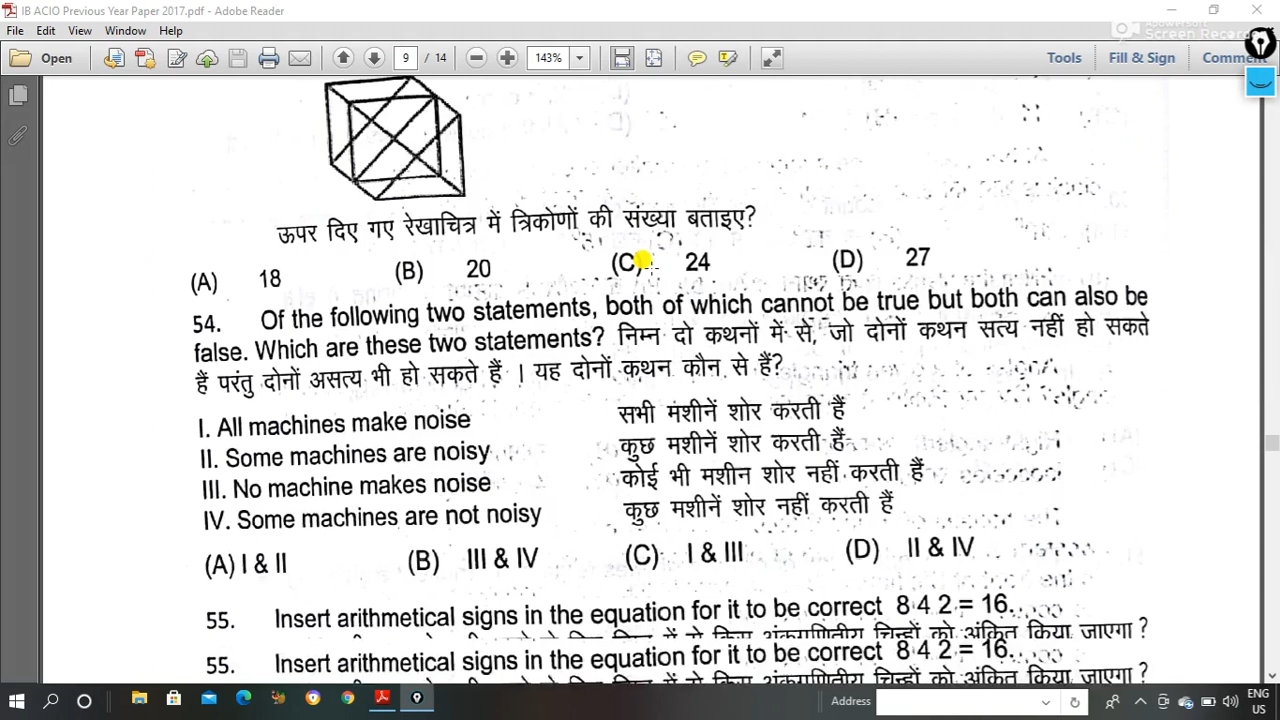 IB ACIO Previous Year Paper 2017.pdf - Adobe Reader
File Edit View Window Help
Open 9 / 14 143% Tools Fill & Sign Comment
ऊपर दिए गए रेखाचित्र में त्रिकोणों की संख्या बताइए?
(A) 18 (B) 20 (C) 24 (D) 27
54. Of the following two statements, both of which cannot be true but both can also be
false. Which are these two statements? निम्न दो कथनों में से, जो दोनों कथन सत्य नहीं हो सकते
हैं परंतु दोनों असत्य भी हो सकते हैं । यह दोनों कथन कौन से हैं?
I. All machines make noise सभी मशीनें शोर करती हैं
II. Some machines are noisy कुछ मशीनें शोर करती हैं
III. No machine makes noise कोई भी मशीन शोर नहीं करती हैं
IV. Some machines are not noisy कुछ मशीनें शोर नहीं करती हैं
(A) I & II (B) III & IV (C) I & III (D) II & IV
55. Insert arithmetical signs in the equation for it to be correct 8 4 2 = 16.
55. Insert arithmetical signs in the equation for it to be correct 8 4 2 = 16.
Address ENG
US